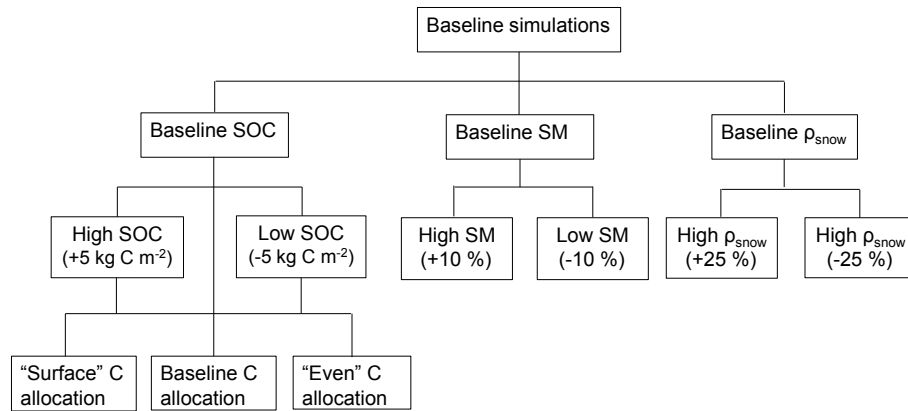 Baseline simulations
Baseline SOC
Baseline SM
Baseline ρsnow
High SOC
(+5 kg C m-2)
Low SOC
(-5 kg C m-2)
High SM
(+10 %)
Low SM
(-10 %)
High ρsnow
(+25 %)
High ρsnow
(-25 %)
“Surface” C
allocation
Baseline C
allocation
“Even” C
allocation